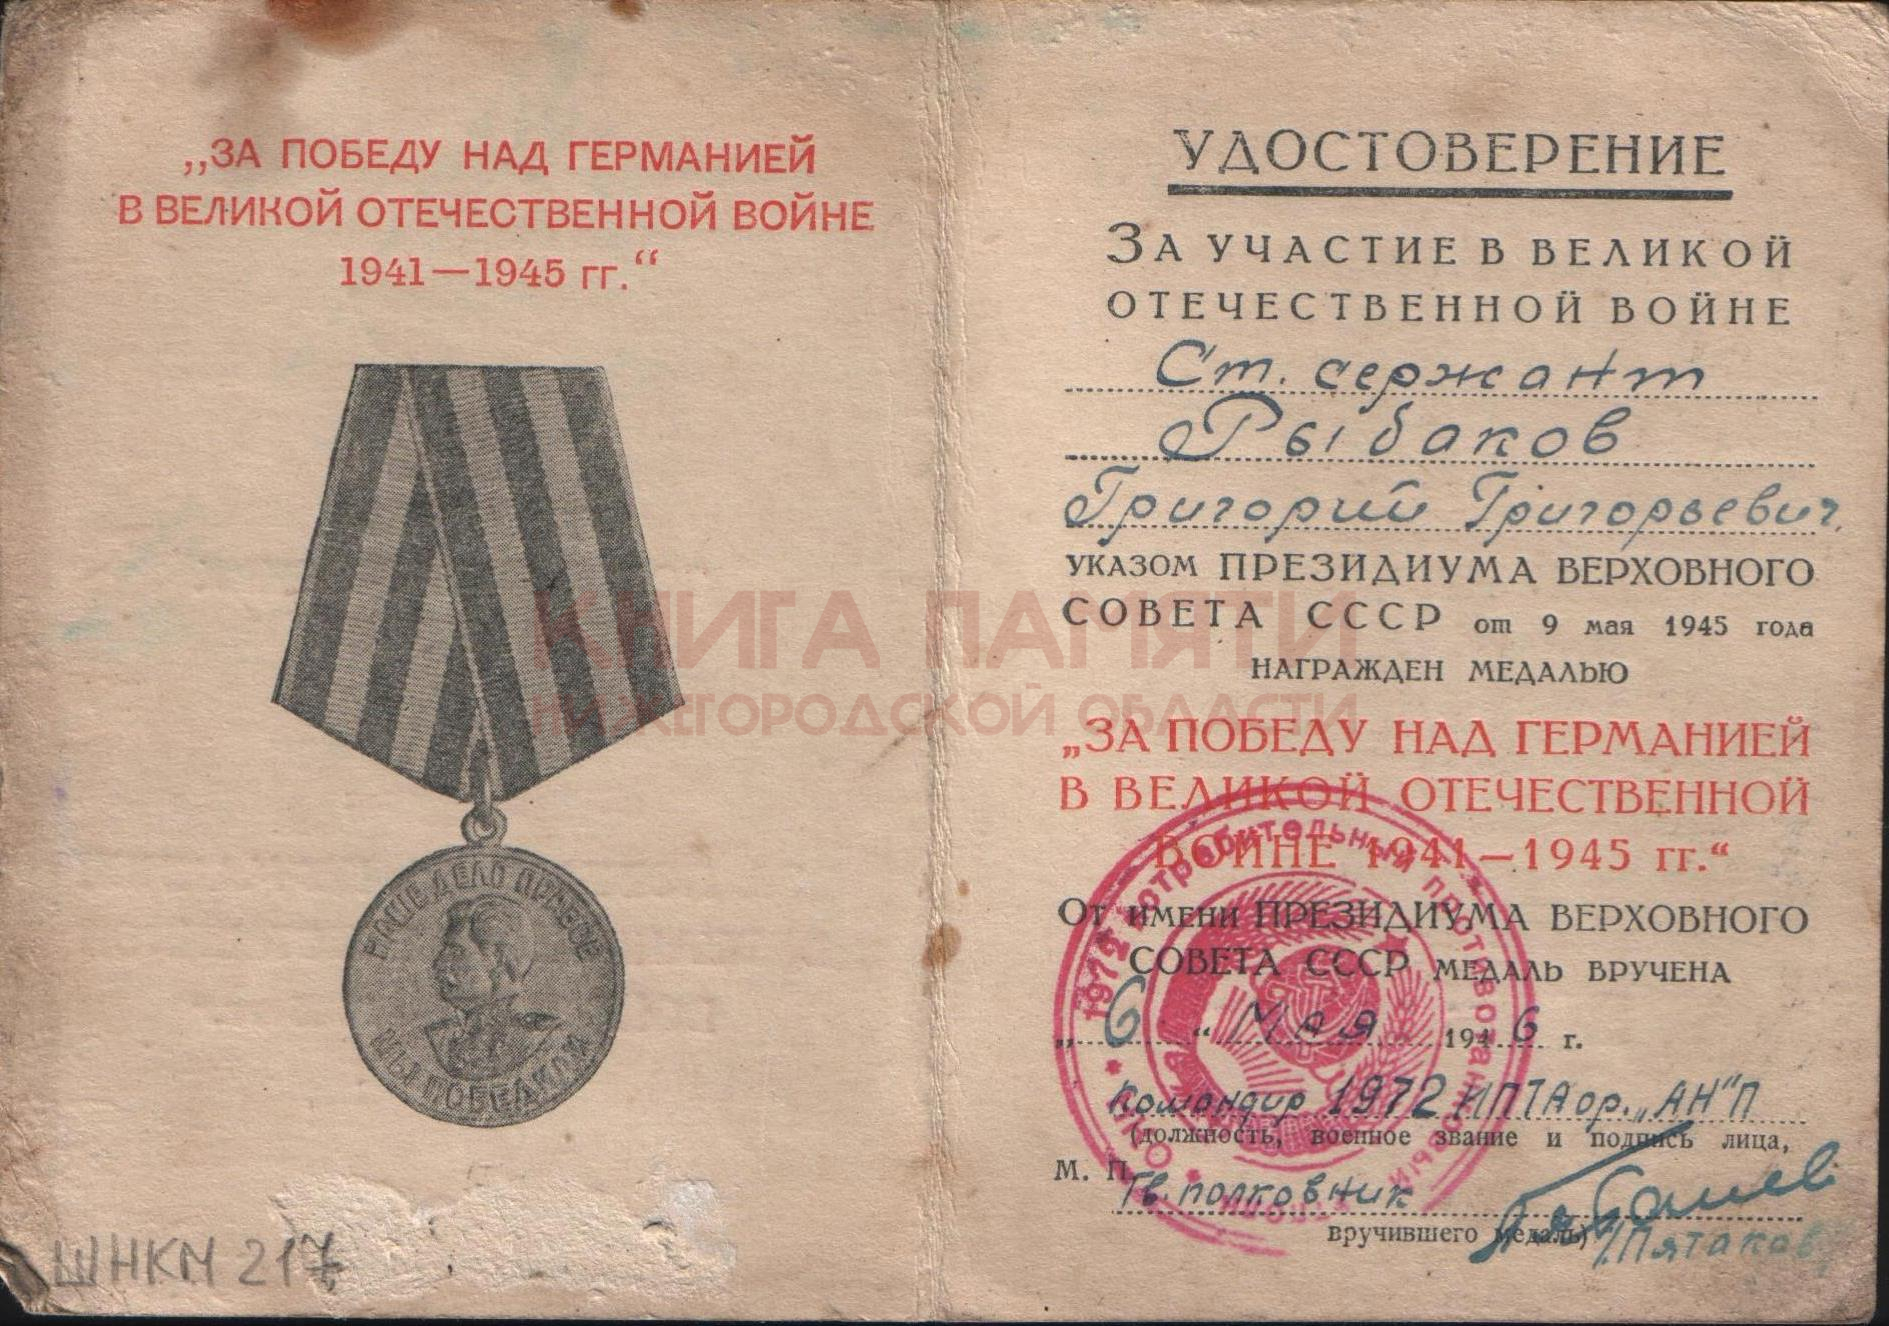 „ЗА ПОБЕДУ НАД ГЕРМАНИЕЙ
В ВЕЛИКОЙ ОТЕЧЕСТВЕННОЙ ВОЙНЕ
1941—1945 гг.“
НАШЕ ДЕЛО ПРАВОЕ
МЫ ПОБЕДИЛИ
ШНКМ 217
УДОСТОВЕРЕНИЕ
ЗА УЧАСТИЕ В ВЕЛИКОЙ
ОТЕЧЕСТВЕННОЙ ВОЙНЕ
Ст. сержант
Рыбаков
Григорий Григорьевич
УКАЗОМ ПРЕЗИДИУМА ВЕРХОВНОГО
СОВЕТА СССР от 9 мая 1945 года
НАГРАЖДЕН МЕДАЛЬЮ
„ЗА ПОБЕДУ НАД ГЕРМАНИЕЙ
В ВЕЛИКОЙ ОТЕЧЕСТВЕННОЙ
ВОЙНЕ 1941—1945 гг.“
ОТ ИМЕНИ ПРЕЗИДИУМА ВЕРХОВНОГО
СОВЕТА СССР МЕДАЛЬ ВРУЧЕНА
„6“ Мая 1946 г.
Командир 1972 ИПТАор. „АН“П
(должность, военное звание и подпись лица,
М. П. Гв. полковник
вручившего медаль)
/Пятаков
1972 истребительный противотанковый
КНИГА ПАМЯТИ
НИЖЕГОРОДСКОЙ ОБЛАСТИ